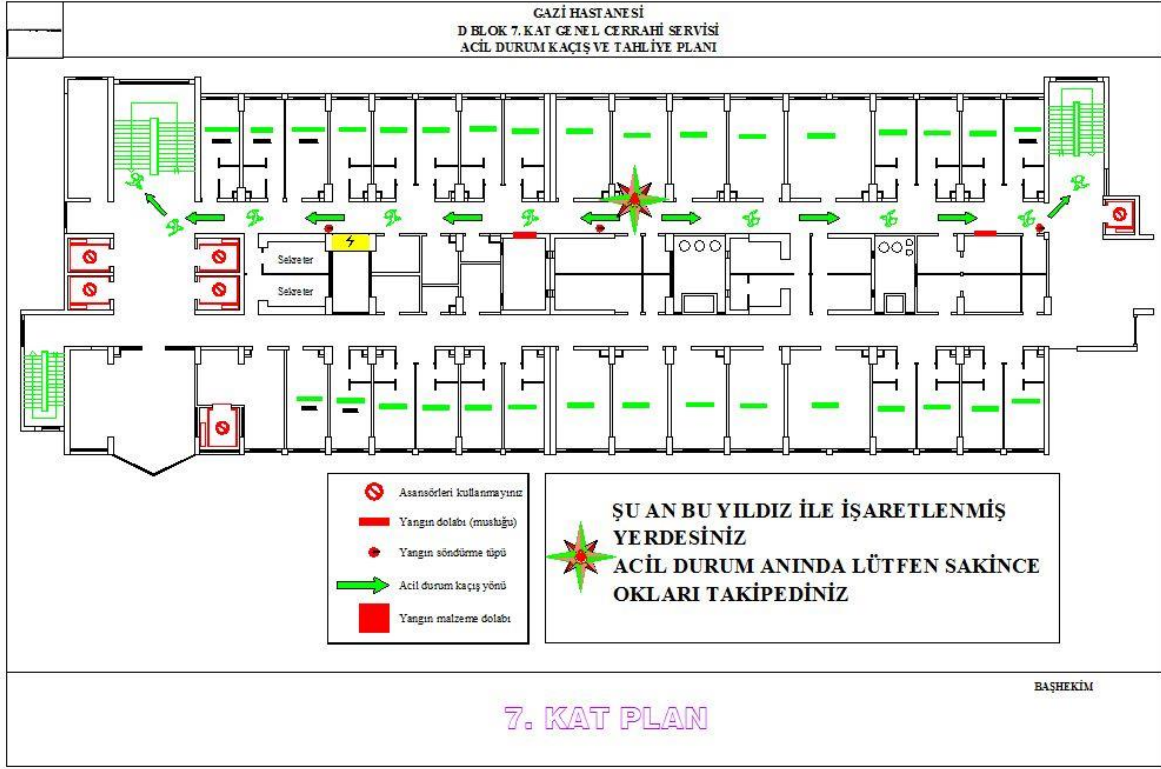 GAZİ HASTANESİ
D BLOK 7. KAT GENEL CERRAHİ SERVİSİ
ACİL DURUM KAÇIŞ VE TAHLİYE PLANI
Sekreter
Sekreter
Asansörleri kullanmayınız
Yangın dolabı (musluğu)
Yangın söndürme tüpü
Acil durum kaçış yönü
Yangın malzeme dolabı
ŞU AN BU YILDIZ İLE İŞARETLENMİŞ
YERDESİNİZ
ACİL DURUM ANINDA LÜTFEN SAKİNCE
OKLARI TAKİPEDİNİZ
BAŞHEKİM
7. KAT PLAN